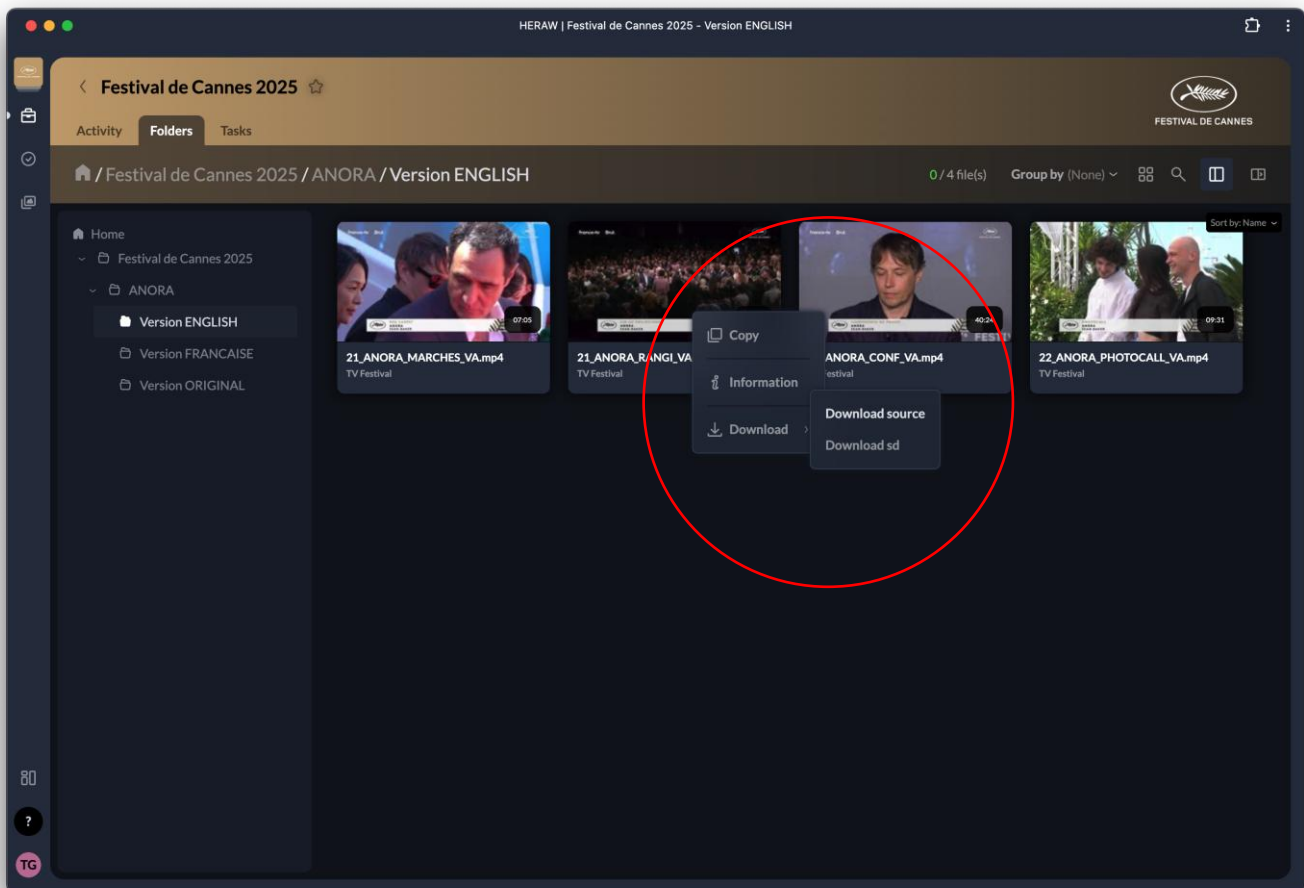 HERAW | Festival de Cannes 2025 - Version ENGLISH
Festival de Cannes 2025
FESTIVAL DE CANNES
Activity Folders Tasks
/ Festival de Cannes 2025 / ANORA / Version ENGLISH
0 / 4 file(s) Group by (None)
Sort by: Name
Home
Festival de Cannes 2025
ANORA
Version ENGLISH
Version FRANCAISE
Version ORIGINAL
07:05
21_ANORA_MARCHES_VA.mp4
TV Festival
21_ANORA_RANGI_VA
TV Festival
40:24
ANORA_CONF_VA.mp4
estival
09:31
22_ANORA_PHOTOCALL_VA.mp4
TV Festival
Copy
Information
Download
Download source
Download sd
?
TG